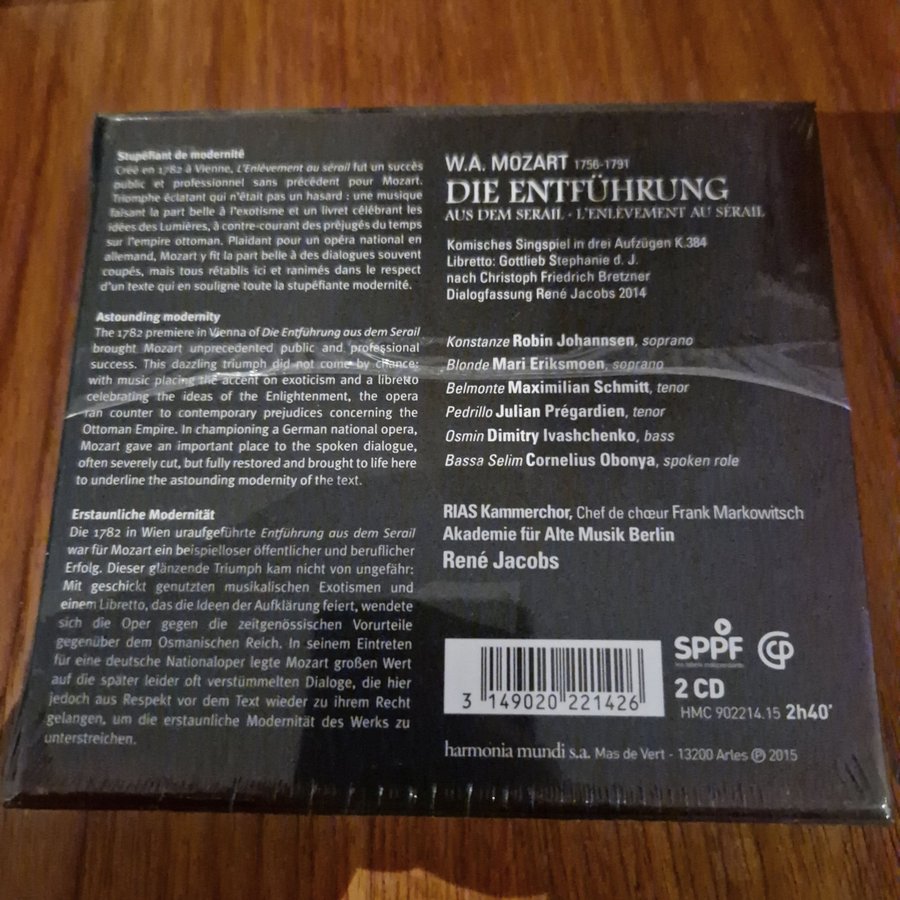 Stupéfiant de modernité
Créé en 1782 à Vienne, L'Enlèvement au sérail fut un succès
public et professionnel sans précédent pour Mozart.
Triomphe éclatant qui n'était pas un hasard : une musique
faisant la part belle à l'exotisme et un livret célébrant les
idées des Lumières, à contre-courant des préjugés du temps
sur l'empire ottoman. Plaidant pour un opéra national en
allemand, Mozart y fit la part belle à des dialogues souvent
coupés, mais tous rétablis ici et ranimés dans le respect
d'un texte qui en souligne toute la stupéfiante modernité.
Astounding modernity
The 1782 premiere in Vienna of Die Entführung aus dem Serail
brought Mozart unprecedented public and professional
success. This dazzling triumph did not come by chance:
with music placing the accent on exoticism and a libretto
celebrating the ideas of the Enlightenment, the opera
ran counter to contemporary prejudices concerning the
Ottoman Empire. In championing a German national opera,
Mozart gave an important place to the spoken dialogue,
often severely cut, but fully restored and brought to life here
to underline the astounding modernity of the text.
Erstaunliche Modernität
Die 1782 in Wien uraufgeführte Entführung aus dem Serail
war für Mozart ein beispielloser öffentlicher und beruflicher
Erfolg. Dieser glänzende Triumph kam nicht von ungefähr:
Mit geschickt genutzten musikalischen Exotismen und
einem Libretto, das die Ideen der Aufklärung feiert, wendete
sich die Oper gegen die zeitgenössischen Vorurteile
gegenüber dem Osmanischen Reich. In seinem Eintreten
für eine deutsche Nationaloper legte Mozart großen Wert
auf die später leider oft verstümmelten Dialoge, die hier
jedoch aus Respekt vor dem Text wieder zu ihrem Recht
gelangen, um die erstaunliche Modernität des Werks zu
unterstreichen.
W.A. MOZART 1756-1791
DIE ENTFÜHRUNG
AUS DEM SERAIL · L'ENLÈVEMENT AU SÉRAIL
Komisches Singspiel in drei Aufzügen K.384
Libretto: Gottlieb Stephanie d. J.
nach Christoph Friedrich Bretzner
Dialogfassung René Jacobs 2014
Konstanze Robin Johannsen, soprano
Blonde Mari Eriksmoen, soprano
Belmonte Maximilian Schmitt, tenor
Pedrillo Julian Prégardien, tenor
Osmin Dimitry Ivashchenko, bass
Bassa Selim Cornelius Obonya, spoken role
RIAS Kammerchor, Chef de chœur Frank Markowitsch
Akademie für Alte Musik Berlin
René Jacobs
3 149020 221426
SPPF
les labels indépendants
2 CD
HMC 902214.15 2h40'
harmonia mundi s.a. Mas de Vert - 13200 Arles ℗ 2015